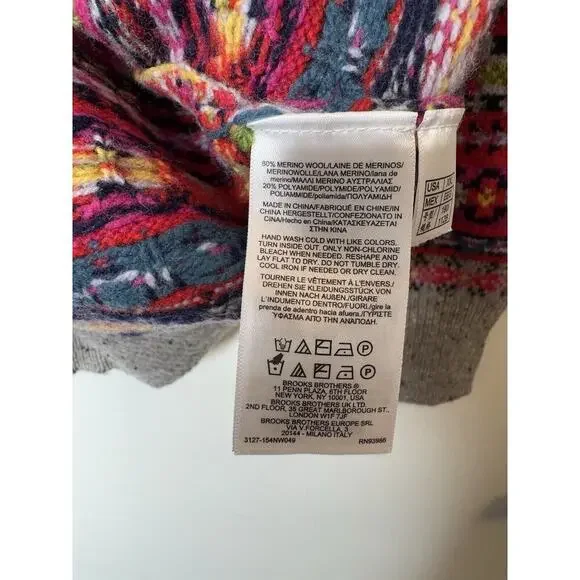 80% MERINO WOOL/LAINE DE MERINOS/
MERINOWOLLE/LANA MERINO/lana de
merino/ΜΑΛΛΙ ΜΕΡΙΝΟ ΑΥΣΤΡΑΛΙΑΣ
20% POLYAMIDE/POLYMIDE/POLYAMID/
POLIAMMIDE/poliamida/ΠΟΛΥΑΜΙΔΗ
MADE IN CHINA/FABRIQUÉ EN CHINE/IN
CHINA HERGESTELLT/CONFEZIONATO IN
CINA/Hecho en China/ΚΑΤΑΣΚΕΥΑΖΕΤΑΙ
ΣΤΗΝ ΚΙΝΑ
HAND WASH COLD WITH LIKE COLORS.
TURN INSIDE OUT. ONLY NON-CHLORINE
BLEACH WHEN NEEDED. RESHAPE AND
LAY FLAT TO DRY. DO NOT TUMBLE DRY.
COOL IRON IF NEEDED OR DRY CLEAN.
TOURNER LE VÊTEMENT À L'ENVERS./
DREHEN SIE KLEIDUNGSSTÜCK VON
INNEN NACH AUßEN./GIRARE
L'INDUMENTO DENTRO/FUORI./gire la
prenda de adentro hacia afuera./ΓΥΡΙΣΤΕ
ΥΦΑΣΜΑ ΑΠΟ ΤΗΝ ΑΝΑΠΟΔΗ.
BROOKS BROTHERS ®
11 PENN PLAZA, 6TH FLOOR
NEW YORK, NY 10001, USA
BROOKS BROTHERS UK LTD.
2ND FLOOR, 35 GREAT MARLBOROUGH ST.
LONDON W1F 7JF
BROOKS BROTHERS EUROPE SRL
VIA V.FORCELLA, 3
20144 - MILANO ITALY
3127-154NW049 RN93986
USA
MEX